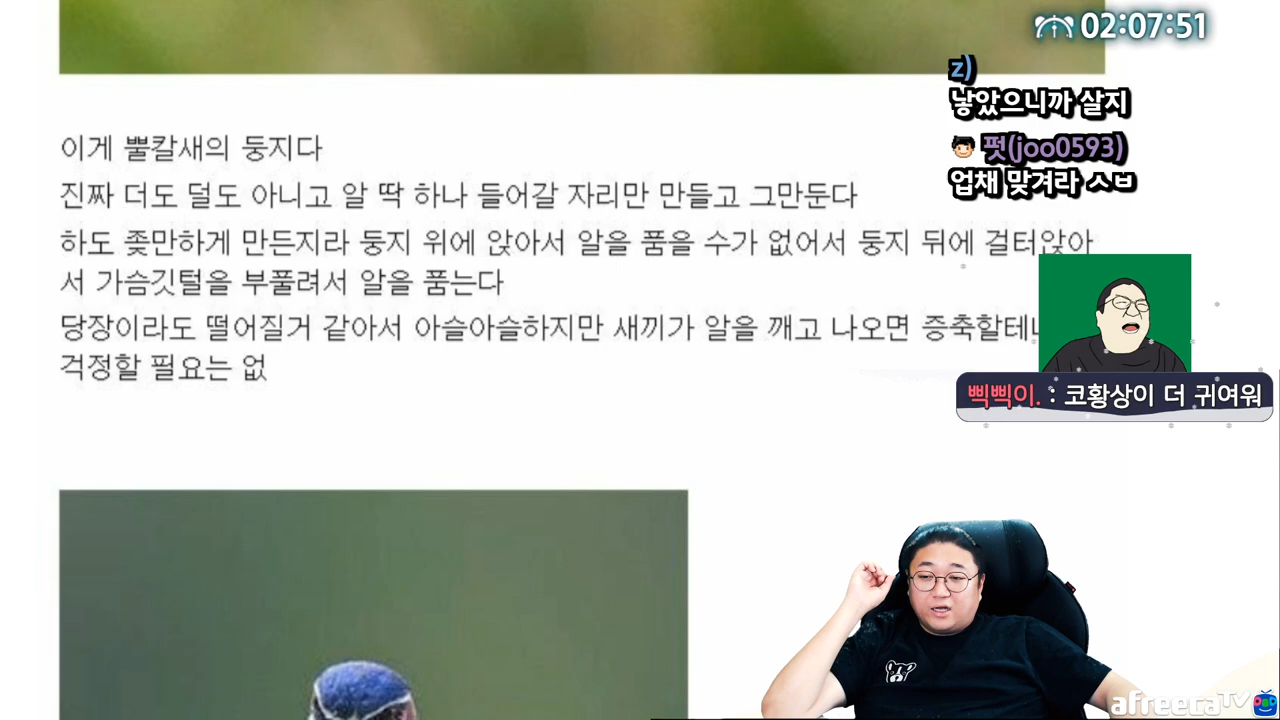 02:07:51
z)
낳았으니까 살지
펏(joo0593)
업채 맞겨라 ㅅㅂ
이게 뿔칼새의 둥지다
진짜 더도 덜도 아니고 알 딱 하나 들어갈 자리만 만들고 그만둔다
하도 좆만하게 만든지라 둥지 위에 앉아서 알을 품을 수가 없어서 둥지 뒤에 걸터앉아
서 가슴깃털을 부풀려서 알을 품는다
당장이라도 떨어질거 같아서 아슬아슬하지만 새끼가 알을 깨고 나오면 증축할테니
걱정할 필요는 없
삑삑이. : 코황상이 더 귀여워
afreecaTV